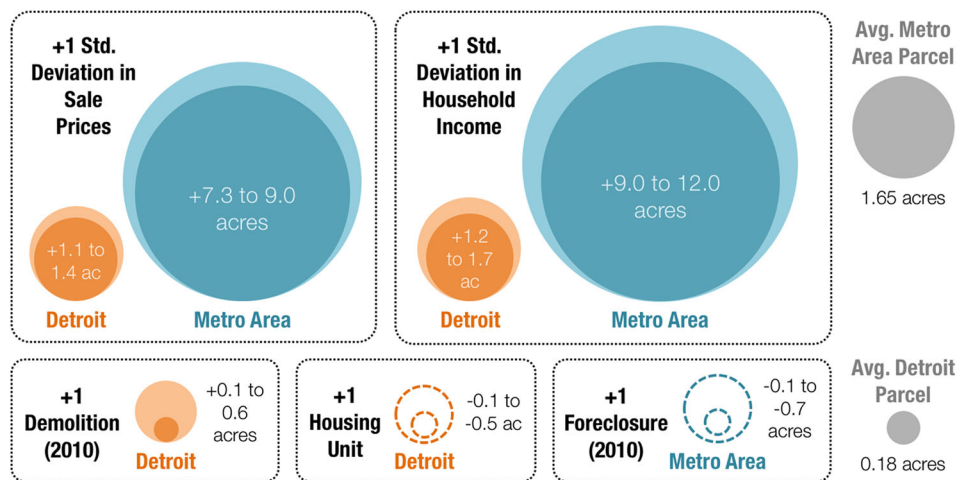 +1 Std.
Deviation in
Sale
Prices
+7.3 to 9.0
acres
+1.1 to
1.4 ac
Detroit
Metro Area
+1 Std.
Deviation in
Household
Income
+9.0 to 12.0
acres
+1.2
to 1.7
ac
Detroit
Metro Area
Avg. Metro
Area Parcel
1.65 acres
+1
Demolition
(2010)
+0.1 to
0.6
acres
Detroit
+1
Housing
Unit
-0.1 to
-0.5 ac
Detroit
+1
Foreclosure
(2010)
-0.1 to
-0.7
acres
Metro Area
Avg. Detroit
Parcel
0.18 acres